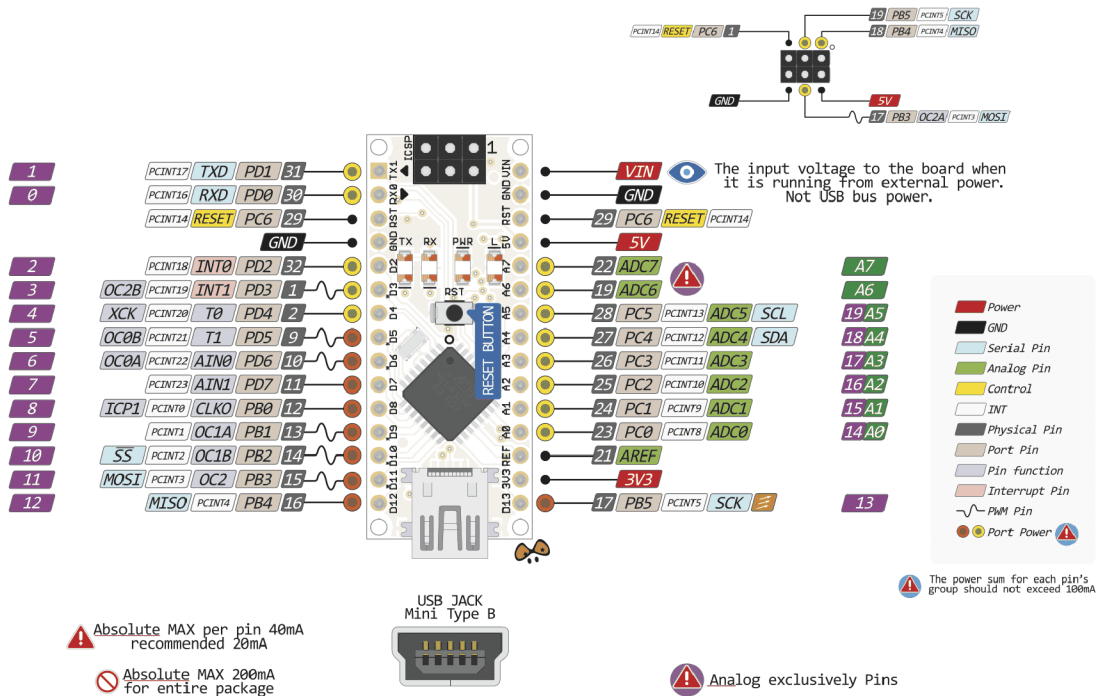 19 PB5 PCINT5 SCK
PCINT14 RESET PC6 1
18 PB4 PCINT4 MISO
GND
5V
17 PB3 OC2A PCINT3 MOSI
1 PCINT17 TXD PD1 31
0 PCINT16 RXD PD0 30
PCINT14 RESET PC6 29
GND
2 PCINT18 INT0 PD2 32
3 OC2B PCINT19 INT1 PD3 1
4 XCK PCINT20 T0 PD4 2
5 OC0B PCINT21 T1 PD5 9
6 OC0A PCINT22 AIN0 PD6 10
7 PCINT23 AIN1 PD7 11
8 ICP1 PCINT0 CLKO PB0 12
9 PCINT1 OC1A PB1 13
10 SS PCINT2 OC1B PB2 14
11 MOSI PCINT3 OC2 PB3 15
12 MISO PCINT4 PB4 16
ICSP
1
TX1
RX0
RST
GND
D2
D3
D4
D5
D6
D7
D8
D9
D10
D11
D12
TX RX PWR L
RST
RESET BUTTON
VIN
GND
RST
5V
A7
A6
A5
A4
A3
A2
A1
A0
REF
3V3
D13
VIN
The input voltage to the board when
it is running from external power.
Not USB bus power.
GND
29 PC6 RESET PCINT14
5V
22 ADC7 A7
19 ADC6 A6
28 PC5 PCINT13 ADC5 SCL 19 A5
27 PC4 PCINT12 ADC4 SDA 18 A4
26 PC3 PCINT11 ADC3 17 A3
25 PC2 PCINT10 ADC2 16 A2
24 PC1 PCINT9 ADC1 15 A1
23 PC0 PCINT8 ADC0 14 A0
21 AREF
3V3
17 PB5 PCINT5 SCK 13
Power
GND
Serial Pin
Analog Pin
Control
INT
Physical Pin
Port Pin
Pin function
Interrupt Pin
PWM Pin
Port Power
The power sum for each pin's
group should not exceed 100mA
USB JACK
Mini Type B
Absolute MAX per pin 40mA
recommended 20mA
Absolute MAX 200mA
for entire package
Analog exclusively Pins